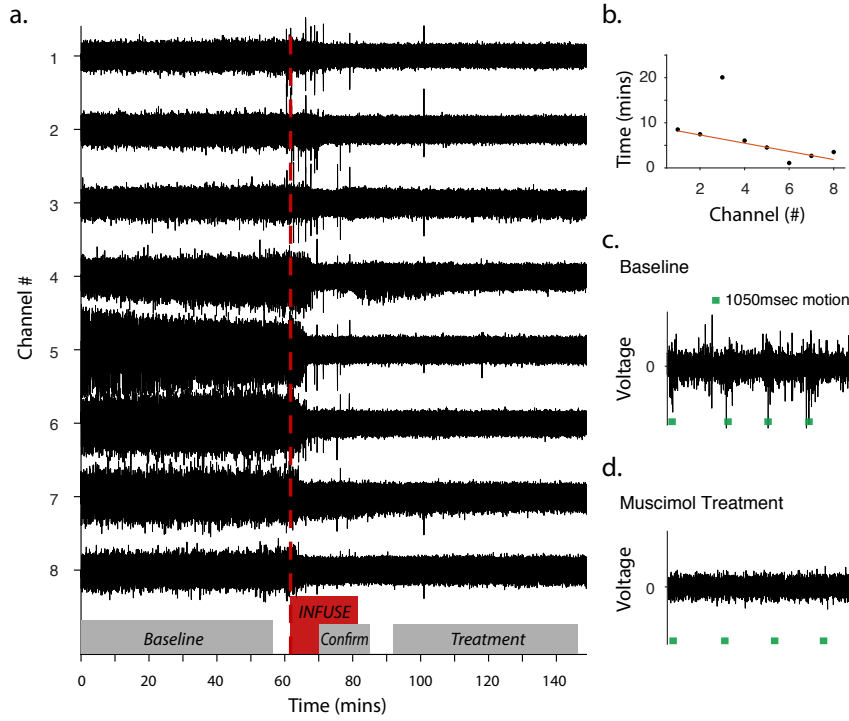 a.
Channel #
1
2
3
4
5
6
7
8
INFUSE
Baseline
Confirm
Treatment
0
20
40
60
80
100
120
140
Time (mins)
b.
Time (mins)
20
10
0
2
4
6
8
Channel (#)
c.
Baseline
1050msec motion
Voltage
0
d.
Muscimol Treatment
Voltage
0